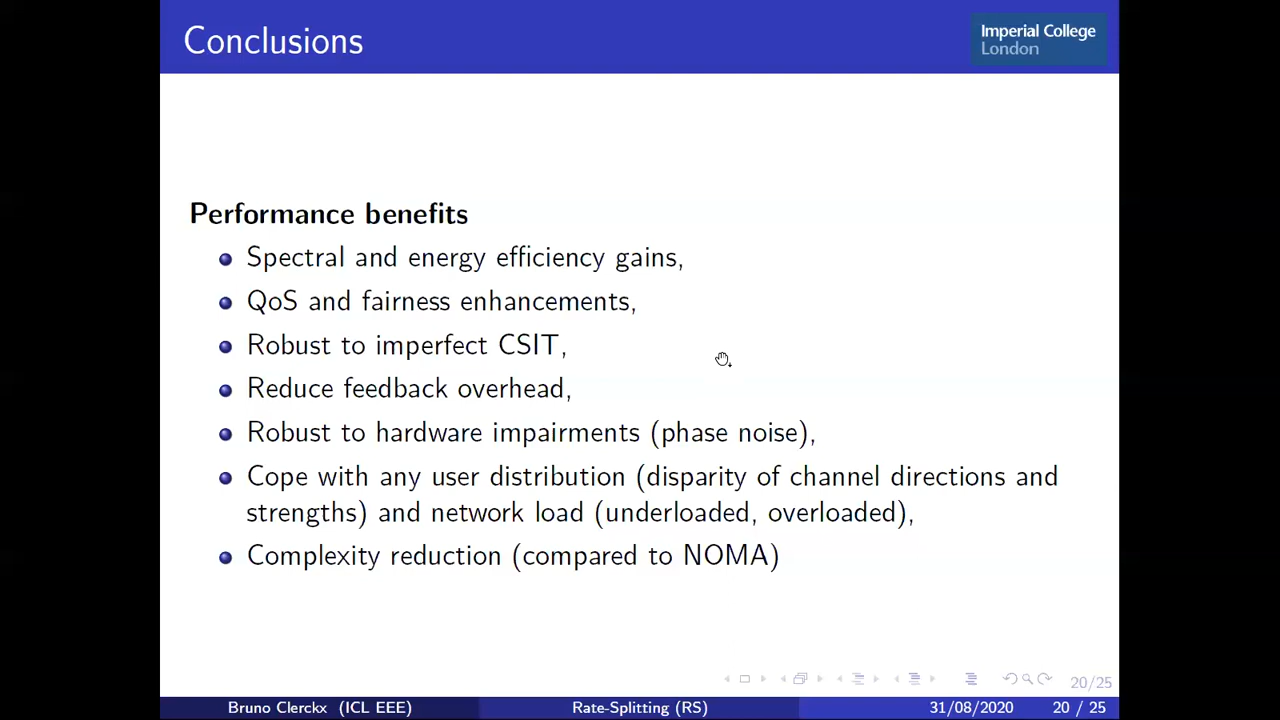 Conclusions
Imperial College
London
Performance benefits
Spectral and energy efficiency gains,
QoS and fairness enhancements,
Robust to imperfect CSIT,
Reduce feedback overhead,
Robust to hardware impairments (phase noise),
Cope with any user distribution (disparity of channel directions and
strengths) and network load (underloaded, overloaded),
Complexity reduction (compared to NOMA)
20/25
Bruno Clerckx (ICL EEE) Rate-Splitting (RS) 31/08/2020 20 / 25